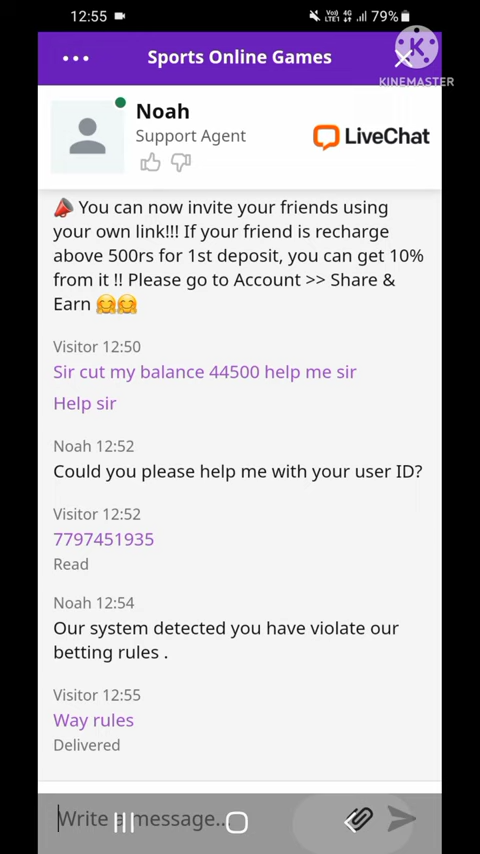 12:55
Vo)) 4G
LTE1
79%
Sports Online Games
KINEMASTER
Noah
Support Agent
LiveChat
You can now invite your friends using
your own link!!! If your friend is recharge
above 500rs for 1st deposit, you can get 10%
from it !! Please go to Account >> Share &
Earn
Visitor 12:50
Sir cut my balance 44500 help me sir
Help sir
Noah 12:52
Could you please help me with your user ID?
Visitor 12:52
7797451935
Read
Noah 12:54
Our system detected you have violate our
betting rules .
Visitor 12:55
Way rules
Delivered
Write a message...